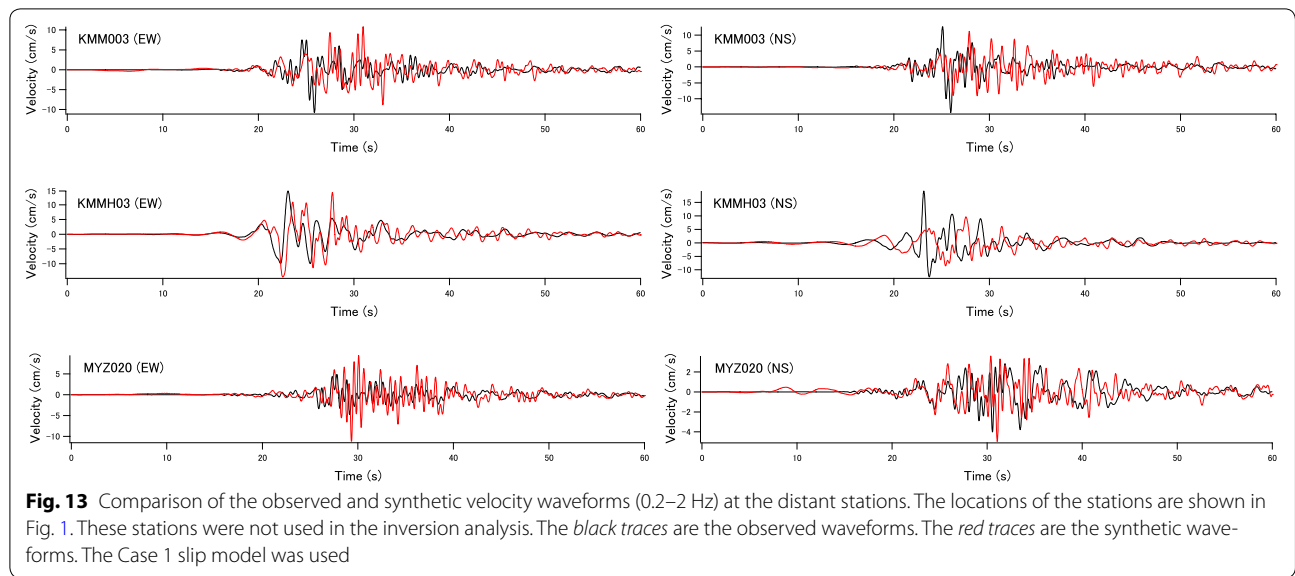 KMM003 (EW)
Velocity (cm/s)
10
5
0
-5
-10
0 10 20 30 40 50 60
Time (s)
KMM003 (NS)
Velocity (cm/s)
10
5
0
-5
-10
0 10 20 30 40 50 60
Time (s)
KMMH03 (EW)
Velocity (cm/s)
15
10
5
0
-5
-10
0 10 20 30 40 50 60
Time (s)
KMMH03 (NS)
Velocity (cm/s)
15
10
5
0
-5
-10
0 10 20 30 40 50 60
Time (s)
MYZ020 (EW)
Velocity (cm/s)
5
0
-5
-10
0 10 20 30 40 50 60
Time (s)
MYZ020 (NS)
Velocity (cm/s)
2
0
-2
-4
0 10 20 30 40 50 60
Time (s)
Fig. 13 Comparison of the observed and synthetic velocity waveforms (0.2–2 Hz) at the distant stations. The locations of the stations are shown in
Fig. 1. These stations were not used in the inversion analysis. The black traces are the observed waveforms. The red traces are the synthetic wave-
forms. The Case 1 slip model was used